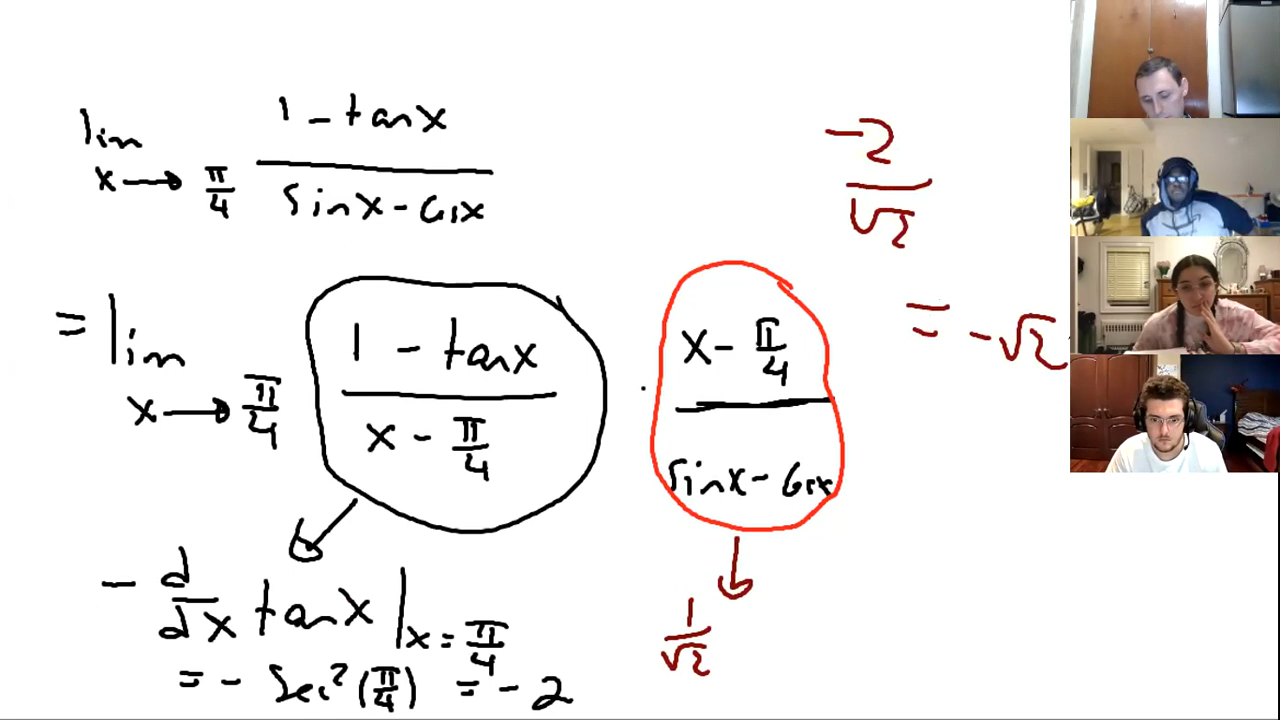 lim x→π/4 (1 - tanx)/(sinx - cosx)
= lim x→π/4 (1 - tanx)/(x - π/4) · (x - π/4)/(sinx - cosx)
- d/dx tanx |x=π/4
= - Sec²(π/4) = - 2
1/√2
-2/√2
= -√2